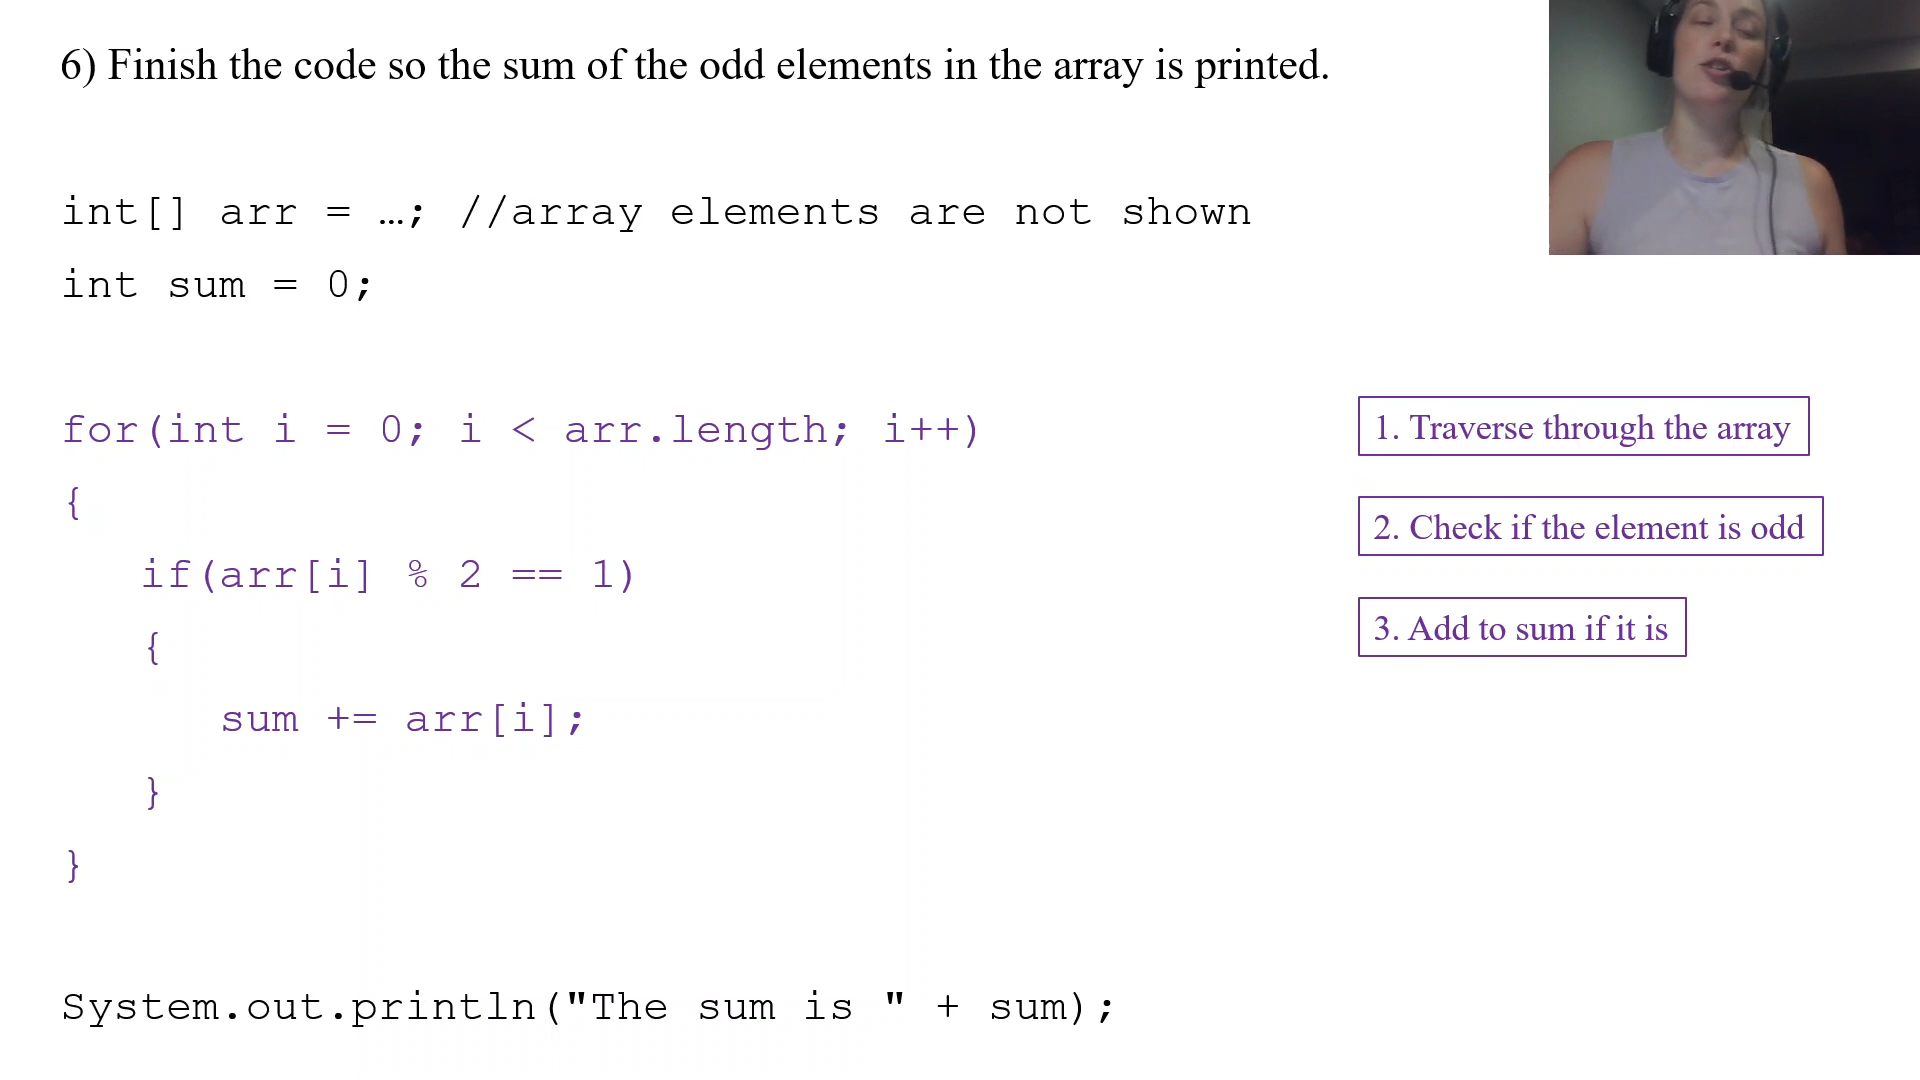 6) Finish the code so the sum of the odd elements in the array is printed.
int[] arr = …; //array elements are not shown
int sum = 0;
for(int i = 0; i < arr.length; i++)
{
if(arr[i] % 2 == 1)
{
sum += arr[i];
}
}
System.out.println("The sum is " + sum);
1. Traverse through the array
2. Check if the element is odd
3. Add to sum if it is